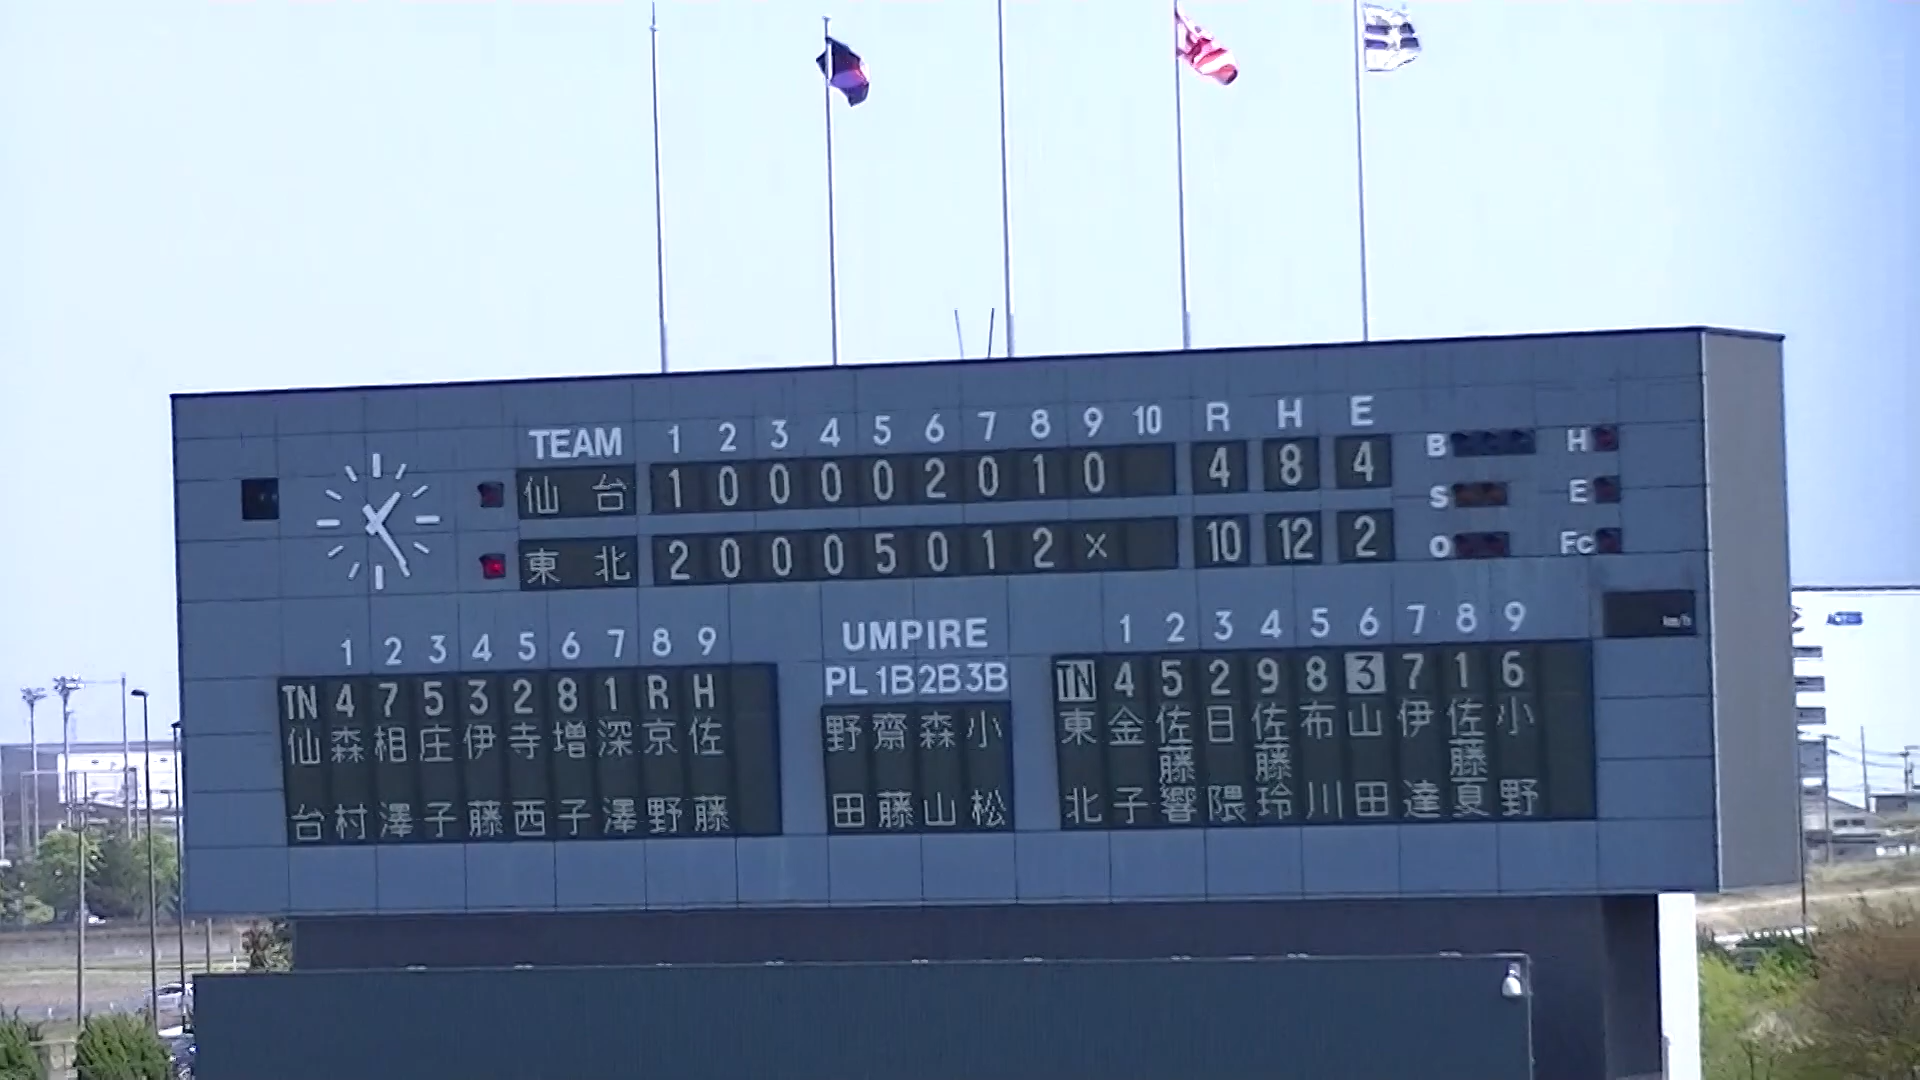 TEAM 1 2 3 4 5 6 7 8 9 10 R H E
仙台 1 0 0 0 0 2 0 1 0 4 8 4
東北 2 0 0 0 5 0 1 2 x 10 12 2
B H
S E
O Fc
km/h
1 2 3 4 5 6 7 8 9
TN 4 7 5 3 2 8 1 R H
仙台 森村 相澤 庄子 伊藤 寺西 増子 深澤 京野 佐藤
UMPIRE
PL 1B 2B 3B
野田 齋藤 森山 小松
1 2 3 4 5 6 7 8 9
TN 4 5 2 9 8 3 7 1 6
東北 金子 佐藤響 日隈 佐藤玲 布川 山田 伊達 佐藤夏 小野